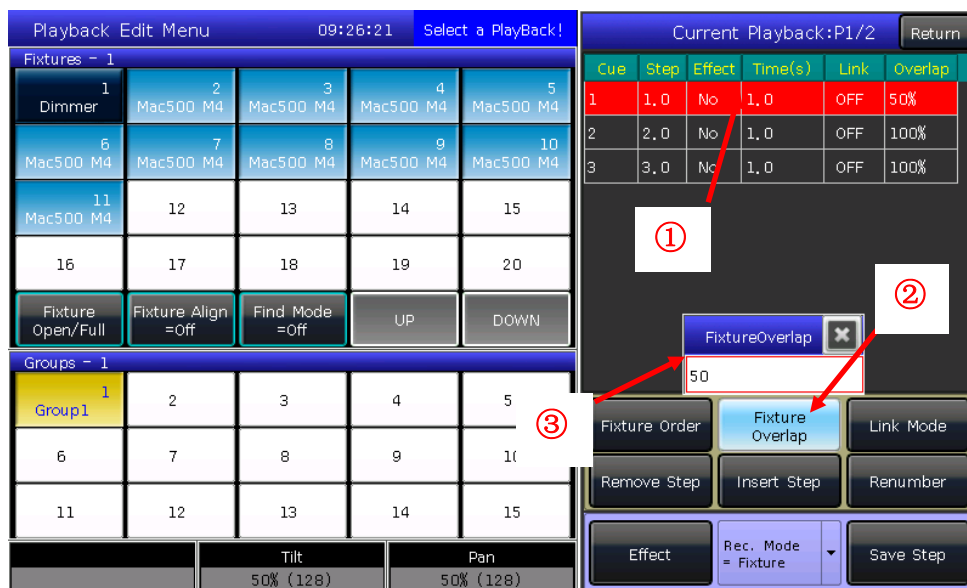 Playback Edit Menu 09:26:21 Select a PlayBack!
Fixtures - 1
1 2 3 4 5
Dimmer Mac500 M4 Mac500 M4 Mac500 M4 Mac500 M4
6 7 8 9 10
Mac500 M4 Mac500 M4 Mac500 M4 Mac500 M4 Mac500 M4
11
Mac500 M4 12 13 14 15
16 17 18 19 20
Fixture Fixture Align Find Mode UP DOWN
Open/Full =Off =Off
Groups - 1
1
Group1 2 3 4 5
6 7 8 9
11 12 13 14 15
Tilt Pan
50% (128) 50% (128)
Current Playback:P1/2 Return
Cue Step Effect Time(s) Link Overlap
1 1.0 No 1.0 OFF 50%
2 2.0 No 1.0 OFF 100%
3 3.0 No 1.0 OFF 100%
①
②
FixtureOverlap
50
③
Fixture Order Fixture Link Mode
Overlap
Remove Step Insert Step Renumber
Effect Rec. Mode Save Step
= Fixture